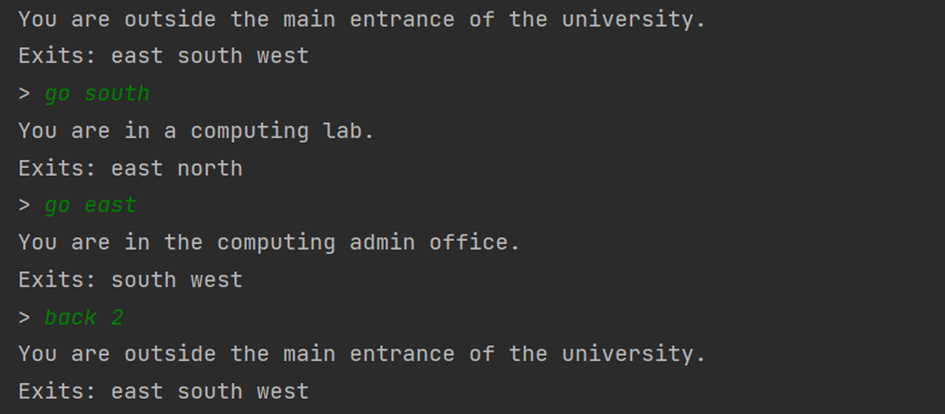 You are outside the main entrance of the university.
Exits: east south west
> go south
You are in a computing lab.
Exits: east north
> go east
You are in the computing admin office.
Exits: south west
> back 2
You are outside the main entrance of the university.
Exits: east south west